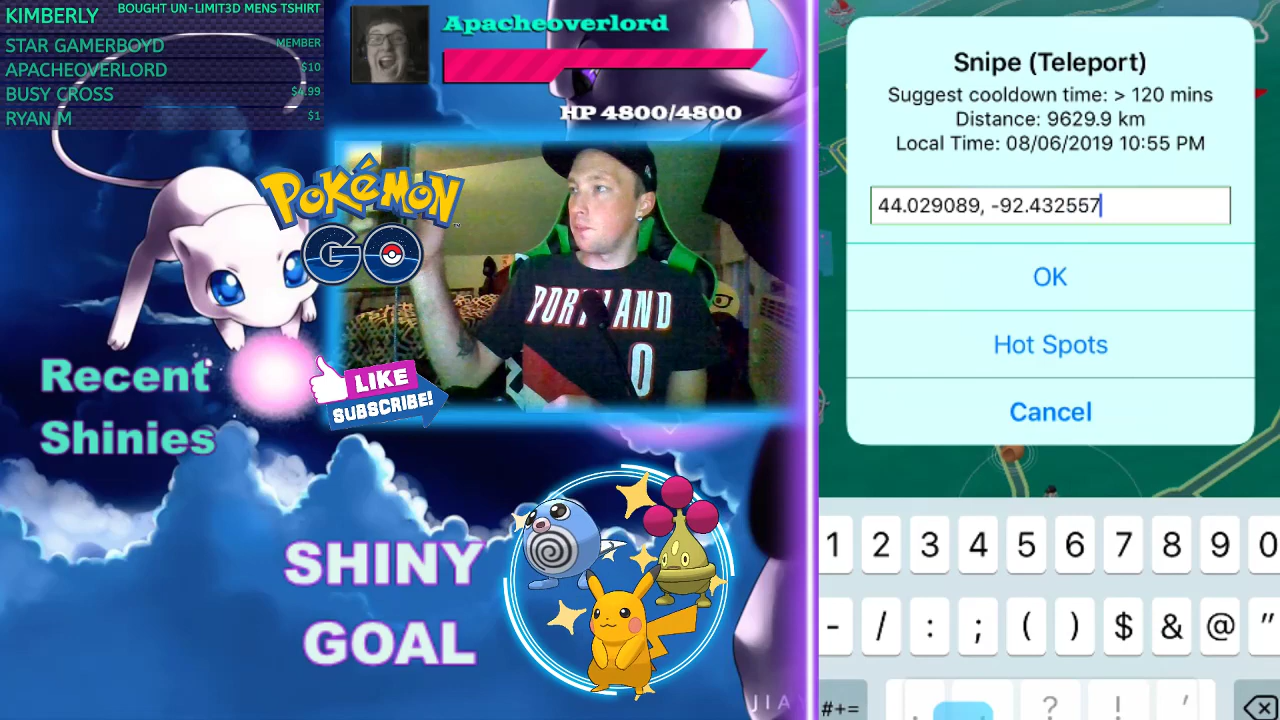 KIMBERLY BOUGHT UN-LIMIT3D MENS TSHIRT
STAR GAMERBOYD MEMBER
APACHEOVERLORD $10
BUSY CROSS $4.99
RYAN M $1
Apacheoverlord
HP 4800/4800
POKéMON
GO
PORTLAND
0
LIKE
SUBSCRIBE!
Recent
Shinies
SHINY
GOAL
JIA
Snipe (Teleport)
Suggest cooldown time: > 120 mins
Distance: 9629.9 km
Local Time: 08/06/2019 10:55 PM
44.029089, -92.432557
OK
Hot Spots
Cancel
1 2 3 4 5 6 7 8 9 0
- / : ; ( ) $ & @ "
#+= . ? ! '